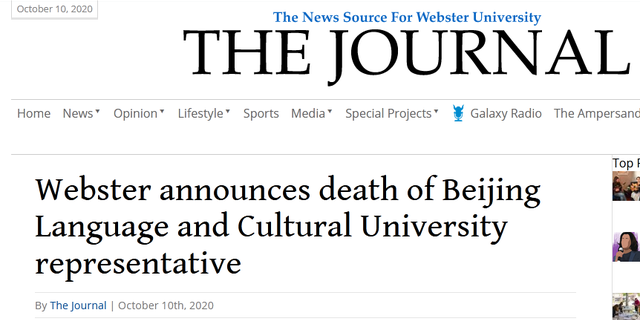 October 10, 2020
The News Source For Webster University
THE JOURNAL
Home News Opinion Lifestyle Sports Media Special Projects Galaxy Radio The Ampersand
Top
Webster announces death of Beijing
Language and Cultural University
representative
By The Journal | October 10th, 2020